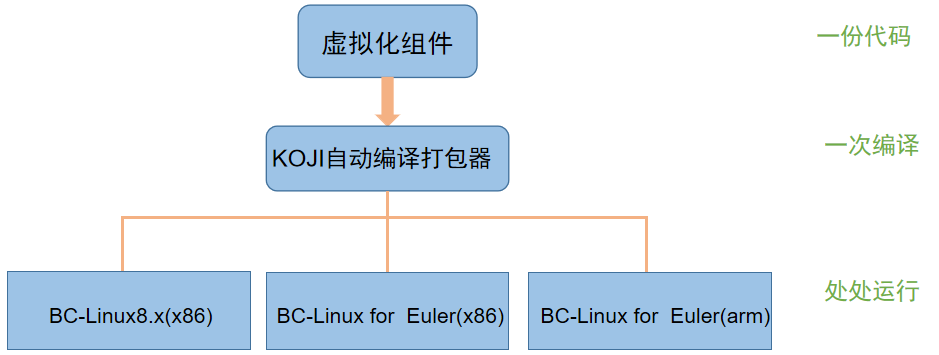 虚拟化组件
一份代码
KOJI自动编译打包器
一次编译
BC-Linux8.x(x86)
BC-Linux for Euler(x86)
BC-Linux for Euler(arm)
处处运行